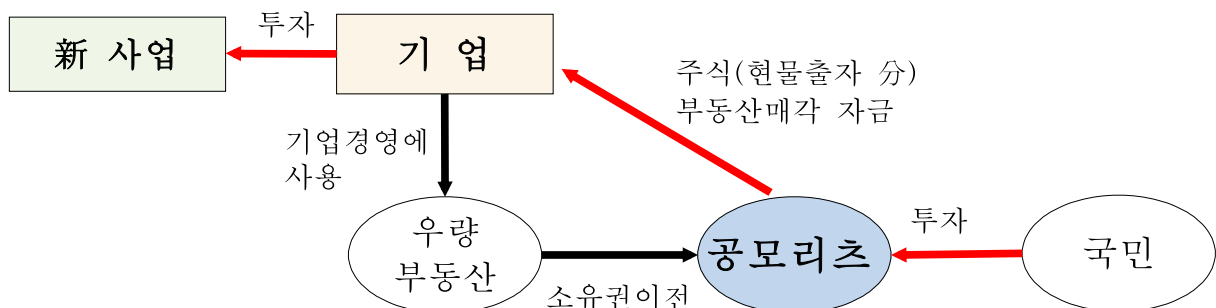 투자
新 사업
기 업
주식(현물출자 分)
부동산매각 자금
기업경영에
사용
우량
부동산
공모리츠
투자
국민
소유권이전